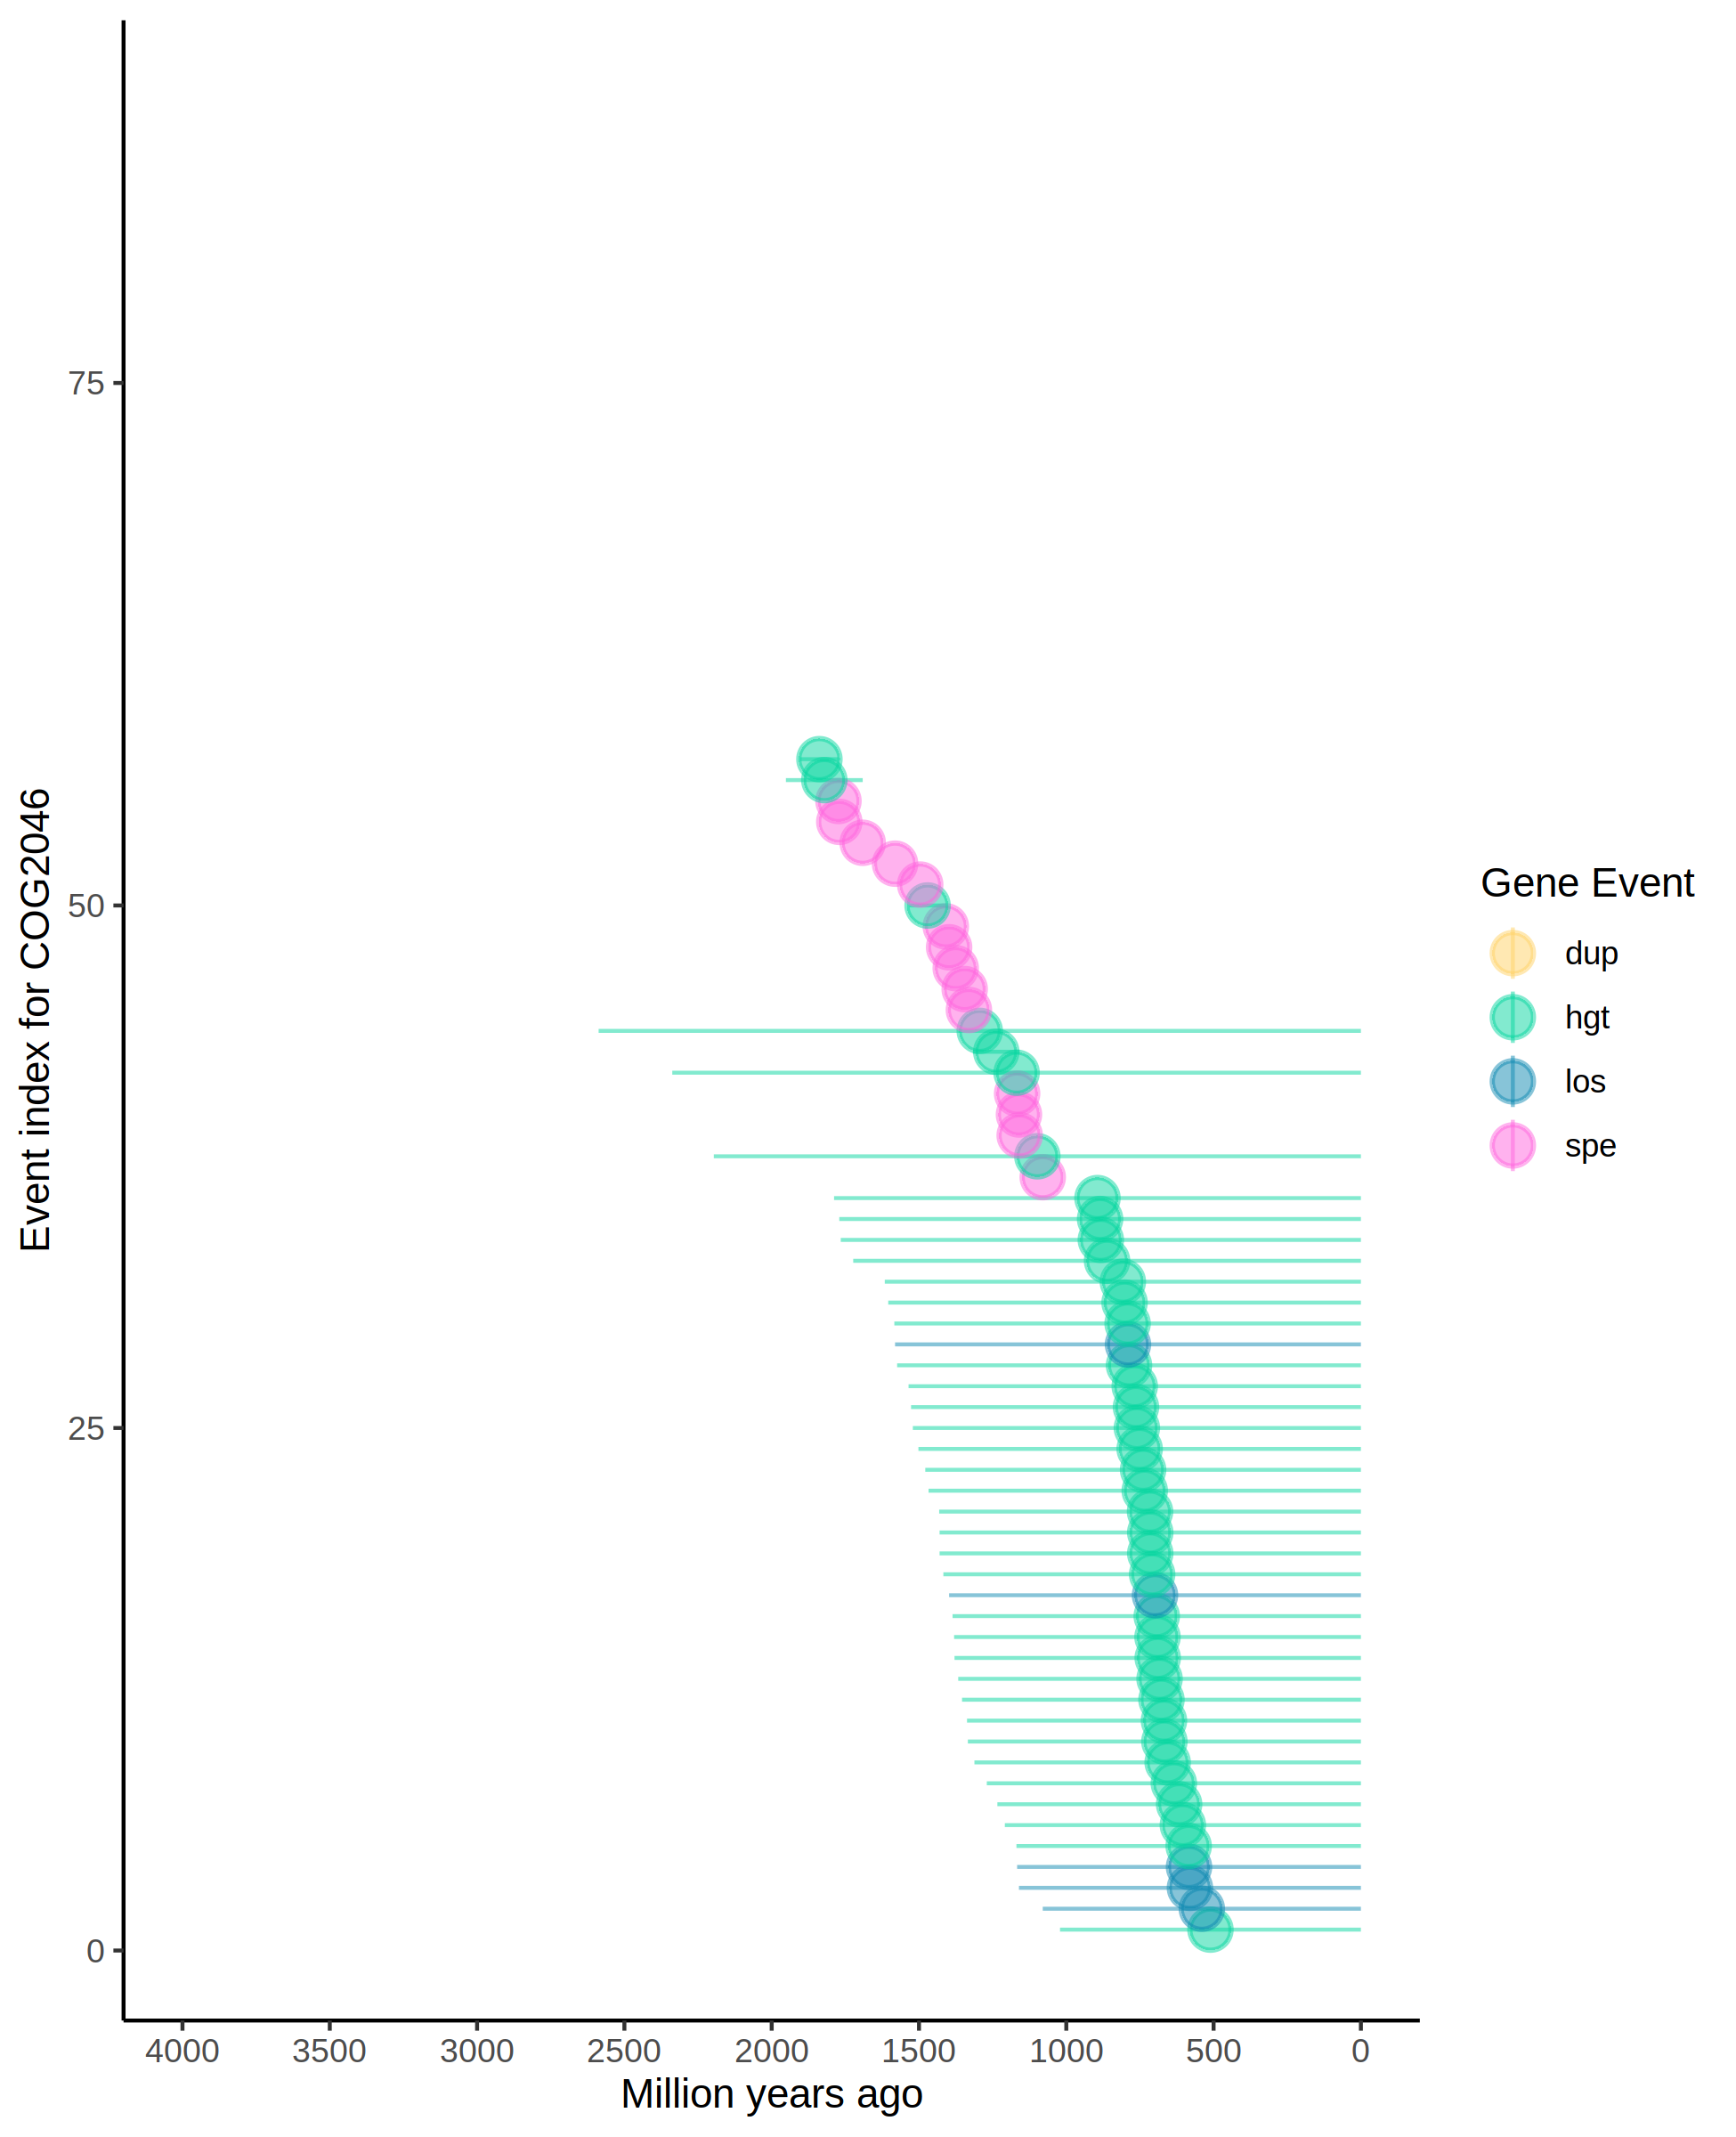 Event index for COG2046
75
50
25
0
4000 3500 3000 2500 2000 1500 1000 500 0
Million years ago
Gene Event
dup
hgt
los
spe